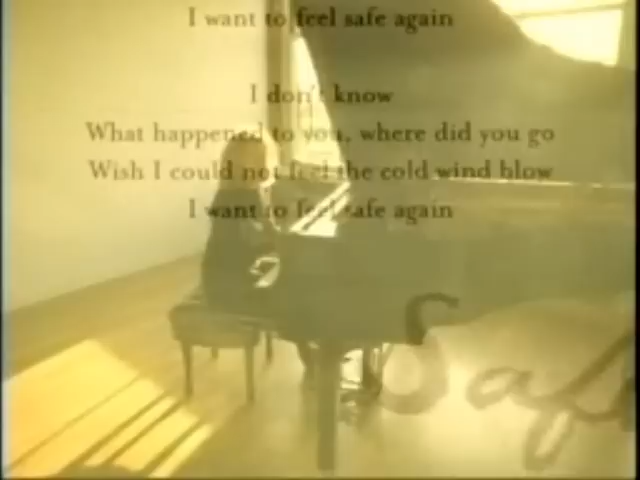 I want to feel safe again
I don't know
What happened to you, where did you go
Wish I could not feel the cold wind blow
I want to feel safe again
Safe